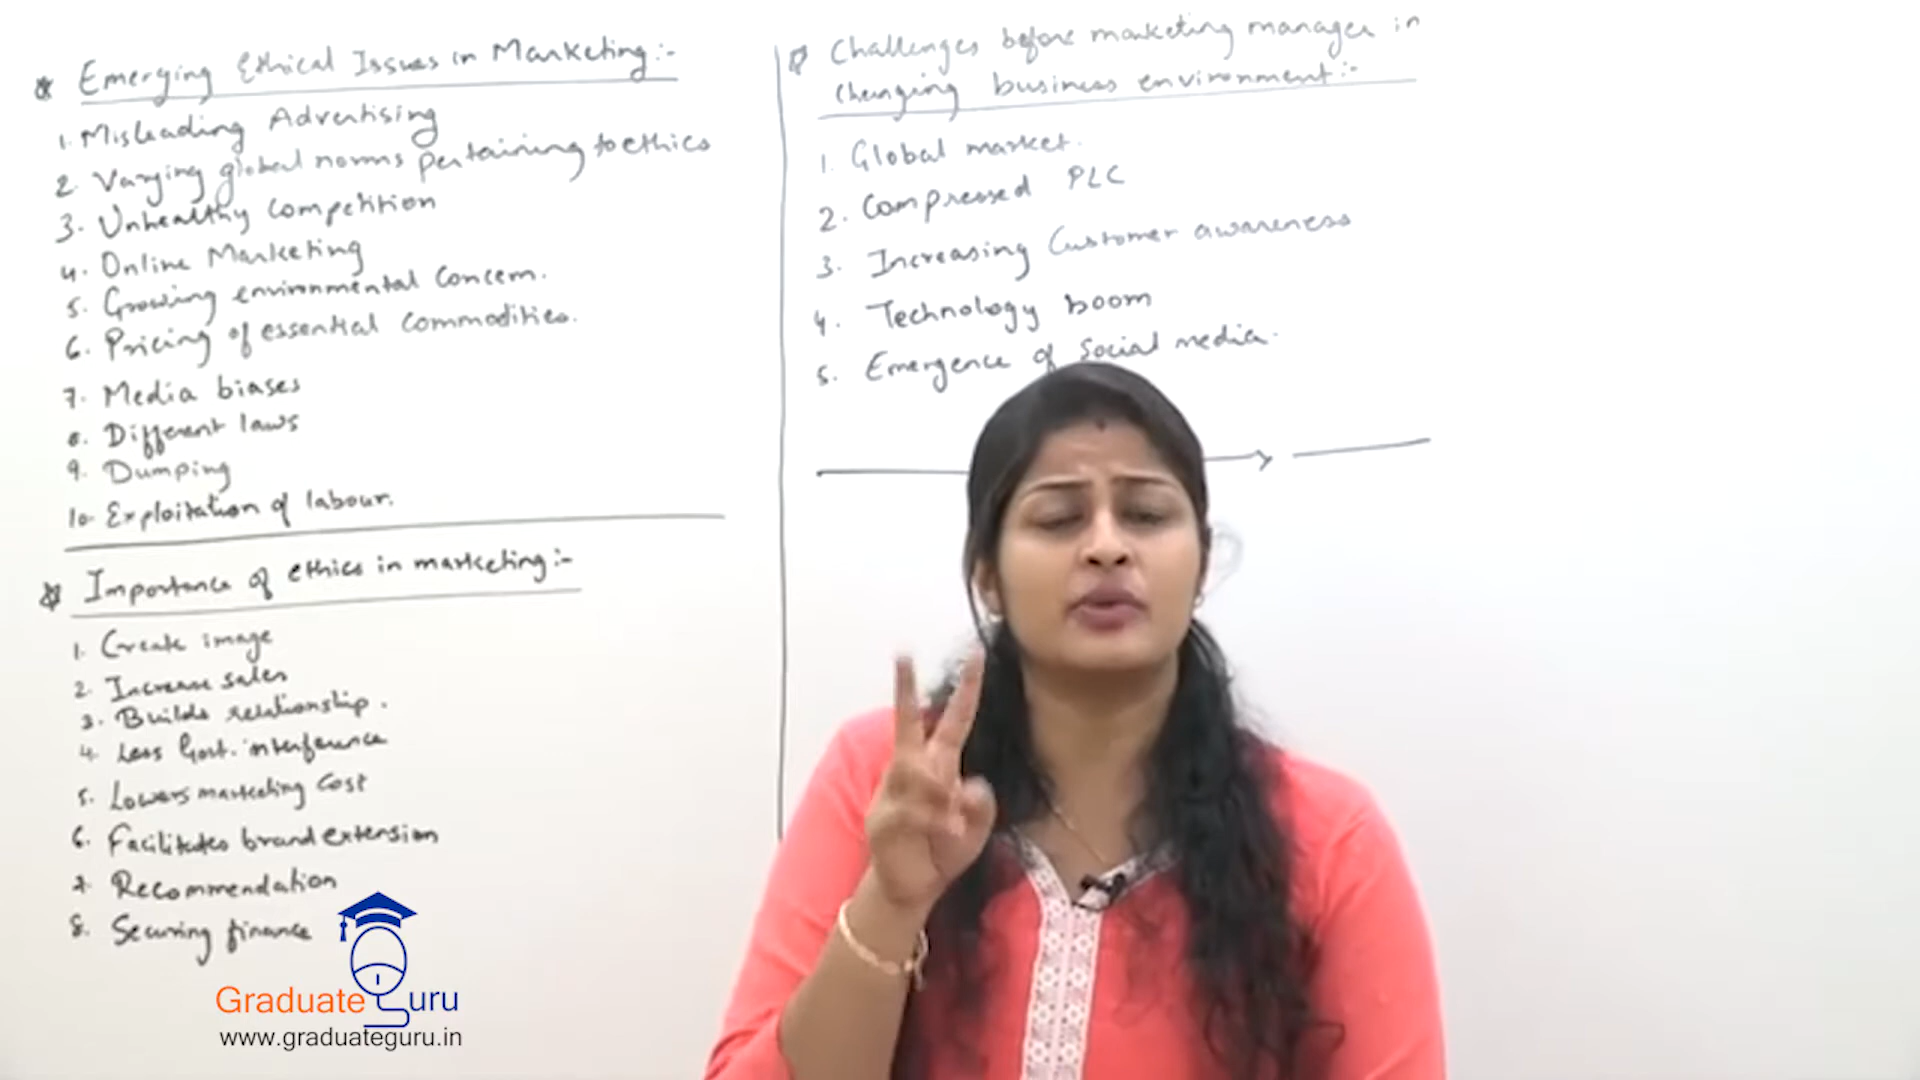 Emerging Ethical Issues in Marketing:-
1. Misleading Advertising
2. Varying global norms pertaining to ethics
3. Unhealthy competition
4. Online Marketing
5. Growing environmental concern.
6. Pricing of essential commodities.
7. Media biases
8. Different laws
9. Dumping
10. Exploitation of labour.
Importance of ethics in marketing:-
1. Create image
2. Increase sales
3. Builds relationship.
4. Less Govt. interference
5. Lowers marketing cost
6. Facilitates brand extension
7. Recommendation
8. Securing finance
Challenges before marketing manager in
changing business environment:-
1. Global market.
2. Compressed PLC
3. Increasing Customer awareness
4. Technology boom
5. Emergence of Social media.
Graduate Guru
www.graduateguru.in